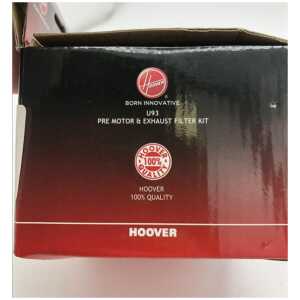 Hoover
BORN INNOVATIVE
U93
PRE MOTOR & EXHAUST FILTER KIT
HOOVER
100%
QUALITY
HOOVER
100% QUALITY
HOOVER